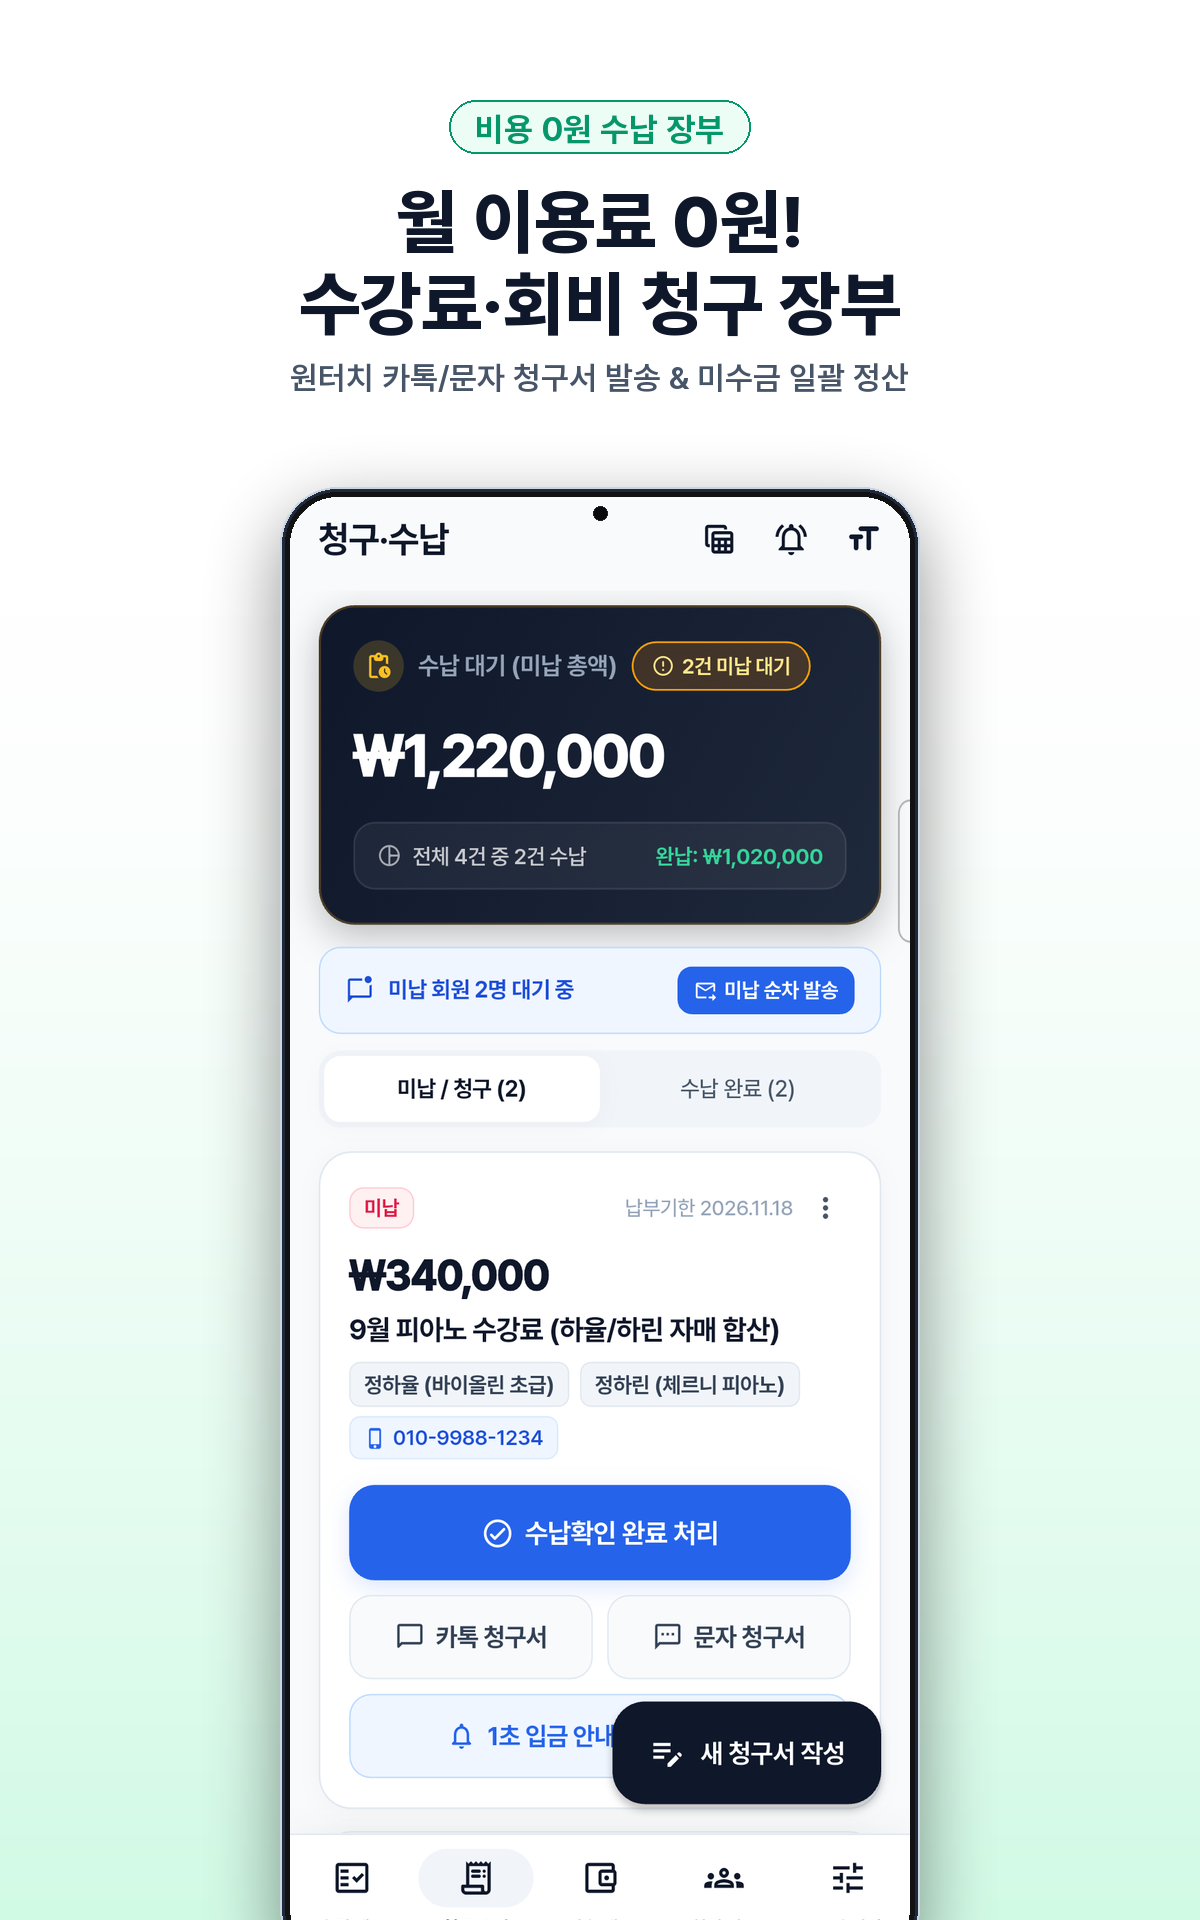 비용 0원 수납 장부
월 이용료 0원!
수강료·회비 청구 장부
원터치 카톡/문자 청구서 발송 & 미수금 일괄 정산
청구·수납
수납 대기 (미납 총액)
2건 미납 대기
₩1,220,000
전체 4건 중 2건 수납
완납: ₩1,020,000
미납 회원 2명 대기 중
미납 순차 발송
미납 / 청구 (2)
수납 완료 (2)
미납
납부기한 2026.11.18
₩340,000
9월 피아노 수강료 (하율/하린 자매 합산)
정하율 (바이올린 초급)
정하린 (체르니 피아노)
010-9988-1234
수납확인 완료 처리
카톡 청구서
문자 청구서
1초 입금 안내
새 청구서 작성